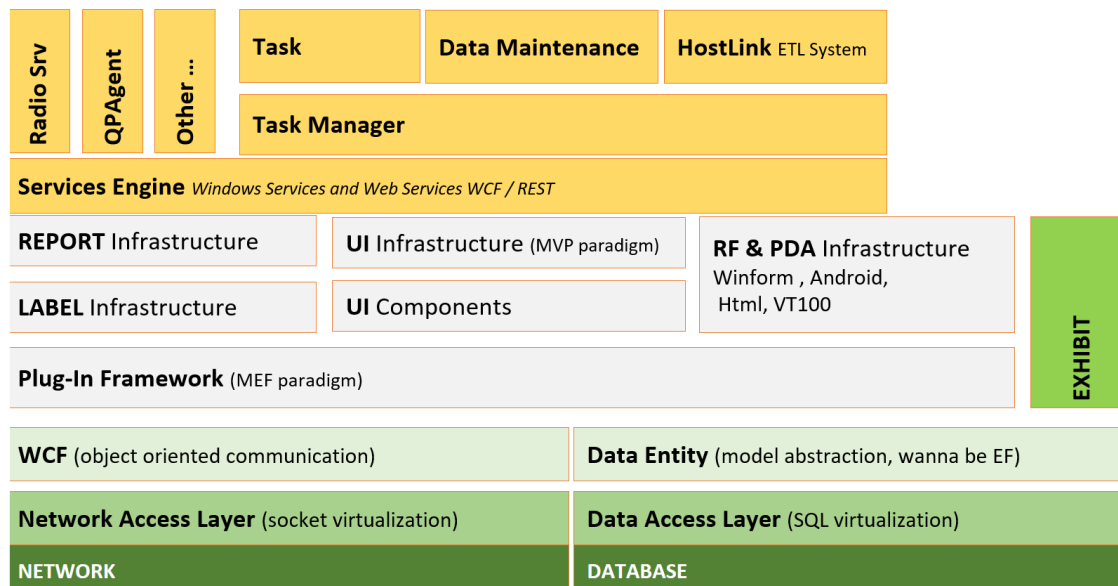 Radio Srv
QPAgent
Other ...
Task
Data Maintenance
HostLink ETL System
Task Manager
Services Engine Windows Services and Web Services WCF / REST
REPORT Infrastructure
UI Infrastructure (MVP paradigm)
RF & PDA Infrastructure
Winform , Android,
Html, VT100
LABEL Infrastructure
UI Components
EXHIBIT
Plug-In Framework (MEF paradigm)
WCF (object oriented communication)
Data Entity (model abstraction, wanna be EF)
Network Access Layer (socket virtualization)
Data Access Layer (SQL virtualization)
NETWORK
DATABASE